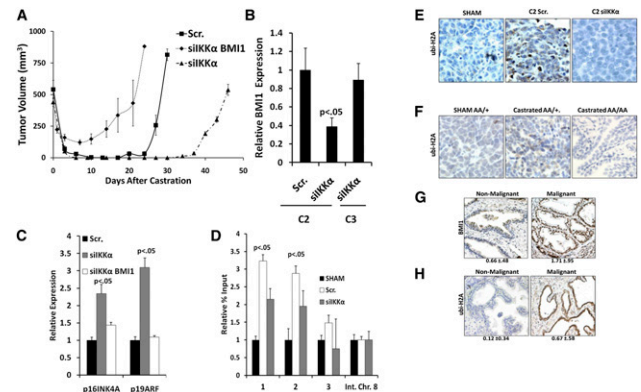 A
Scr.
siIKKα BMI1
siIKKα
Tumor Volume (mm³)
1000
750
500
250
0
0 10 20 30 40 50
Days After Castration
B
Relative BMI1 Expression
1.4
1.2
1
0.8
0.6
0.4
0.2
0
p<.05
Scr. siIKKα siIKKα
C2 C3
C
Scr.
siIKKα
siIKKα BMI1
Relative Expression
4
3.5
3
2.5
2
1.5
1
0.5
0
p<.05
p<.05
p16INK4A p19ARF
D
Relative % Input
4
3.5
3
2.5
2
1.5
1
0.5
0
p<.05
p<.05
SHAM
Scr.
siIKKα
1 2 3 Int. Chr. 8
E
SHAM C2 Scr. C2 siIKKα
ubi-H2A
F
SHAM AA/+ Castrated AA/+. Castrated AA/AA
ubi-H2A
G
Non-Malignant Malignant
BMI1
0.66 ±.48 1.71 ±.95
H
Non-Malignant Malignant
ubi-H2A
0.12 ±0.34 0.67 ±.58